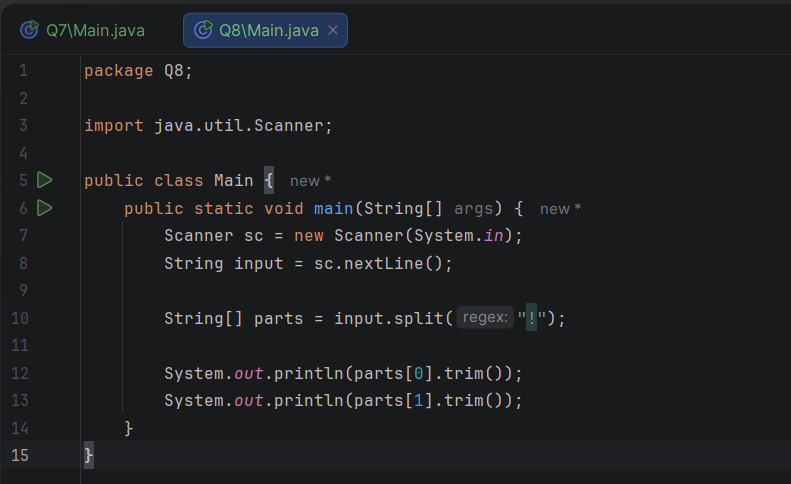 Q7\Main.java Q8\Main.java ×
1 package Q8;
2
3 import java.util.Scanner;
4
5 public class Main { new *
6 public static void main(String[] args) { new *
7 Scanner sc = new Scanner(System.in);
8 String input = sc.nextLine();
9
10 String[] parts = input.split( regex: "!");
11
12 System.out.println(parts[0].trim());
13 System.out.println(parts[1].trim());
14 }
15 }